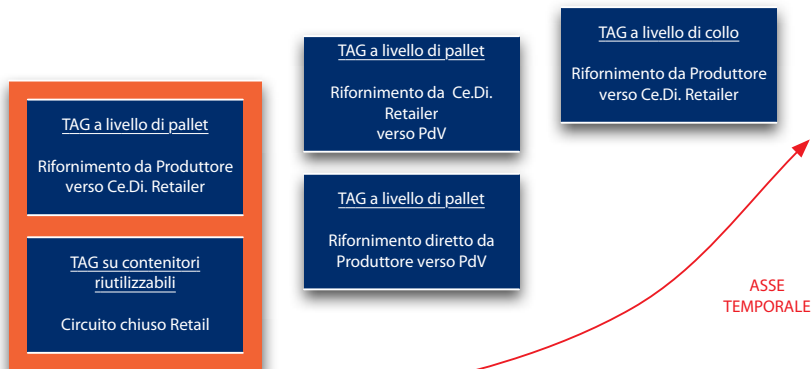 TAG a livello di pallet
Rifornimento da Produttore
verso Ce.Di. Retailer
TAG su contenitori
riutilizzabili
Circuito chiuso Retail
TAG a livello di pallet
Rifornimento da Ce.Di.
Retailer
verso PdV
TAG a livello di pallet
Rifornimento diretto da
Produttore verso PdV
TAG a livello di collo
Rifornimento da Produttore
verso Ce.Di. Retailer
ASSE
TEMPORALE